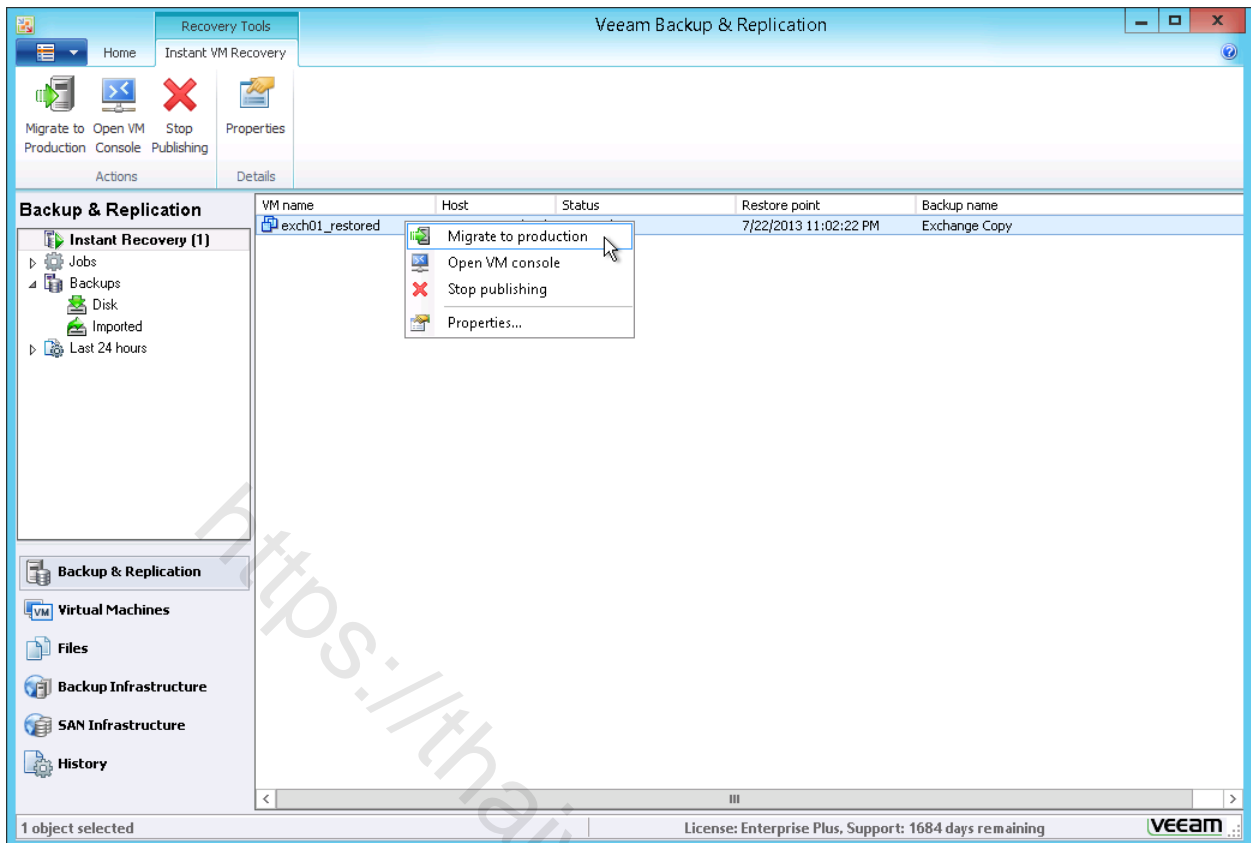 Recovery Tools
Veeam Backup & Replication
Home
Instant VM Recovery
Migrate to Production
Open VM Console
Stop Publishing
Properties
Actions
Details
Backup & Replication
Instant Recovery (1)
Jobs
Backups
Disk
Imported
Last 24 hours
VM name Host Status Restore point Backup name
exch01_restored 7/22/2013 11:02:22 PM Exchange Copy
Migrate to production
Open VM console
Stop publishing
Properties...
Backup & Replication
VM Virtual Machines
Files
Backup Infrastructure
SAN Infrastructure
History
1 object selected
License: Enterprise Plus, Support: 1684 days remaining
veeam